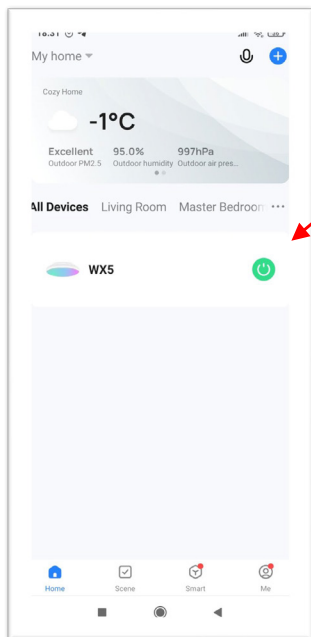 My home
Cozy Home
-1°C
Excellent 95.0% 997hPa
Outdoor PM2.5 Outdoor humidity Outdoor air pres...
All Devices Living Room Master Bedroom ...
WX5
Home Scene Smart Me